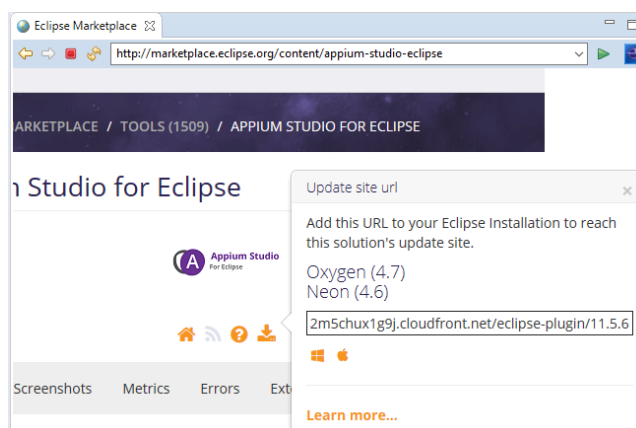 Eclipse Marketplace
http://marketplace.eclipse.org/content/appium-studio-eclipse
ARKETPLACE / TOOLS (1509) / APPIUM STUDIO FOR ECLIPSE
Studio for Eclipse
Appium Studio
For Eclipse
Update site url
Add this URL to your Eclipse Installation to reach
this solution's update site.
Oxygen (4.7)
Neon (4.6)
2m5chux1g9j.cloudfront.net/eclipse-plugin/11.5.6
Learn more...
Screenshots Metrics Errors Ext